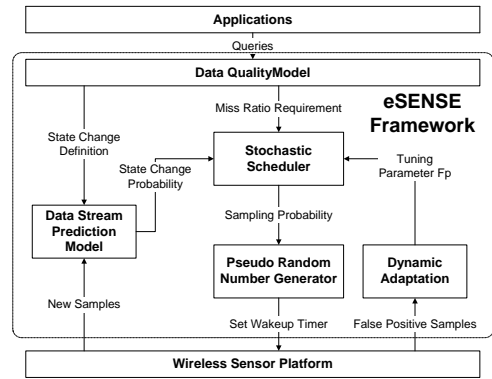 Applications
Queries
Data QualityModel
Miss Ratio Requirement
eSENSE
Framework
State Change
Definition
State Change
Probability
Stochastic
Scheduler
Tuning
Parameter Fp
Data Stream
Prediction
Model
Sampling Probability
Pseudo Random
Number Generator
Dynamic
Adaptation
New Samples
Set Wakeup Timer
False Positive Samples
Wireless Sensor Platform